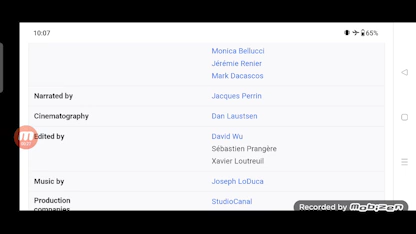 10:07
65%
Monica Bellucci
Jérémie Renier
Mark Dacascos
Narrated by Jacques Perrin
Cinematography Dan Laustsen
Edited by David Wu
Sébastien Prangère
Xavier Loutreuil
Music by Joseph LoDuca
Production StudioCanal
companies
Recorded by Mobizen